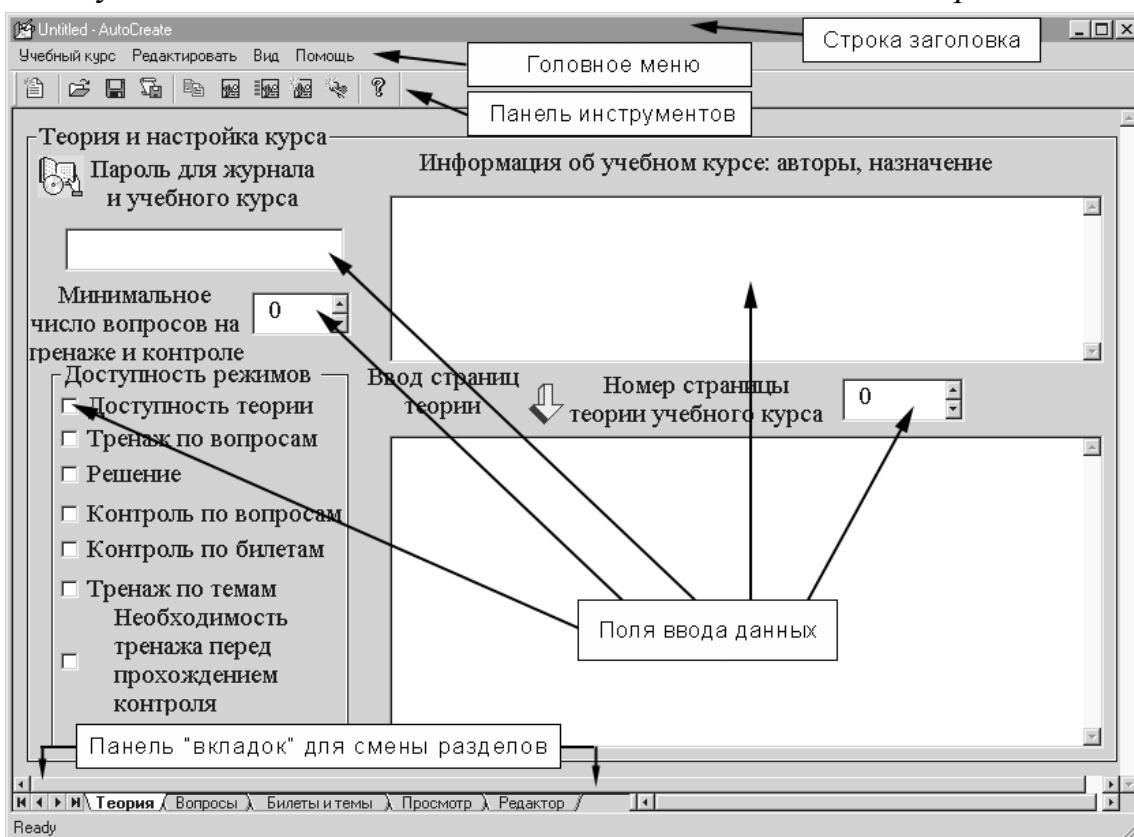 Untitled - AutoCreate
Строка заголовка
Учебный курс Редактировать Вид Помощь
Головное меню
Панель инструментов
Теория и настройка курса
Пароль для журнала
и учебного курса
Информация об учебном курсе: авторы, назначение
Минимальное
число вопросов на
тренаже и контроле
0
Доступность режимов
Ввод страниц
теории
Номер страницы
теории учебного курса
0
Доступность теории
Тренаж по вопросам
Решение
Контроль по вопросам
Контроль по билетам
Тренаж по темам
Необходимость
тренажа перед
прохождением
контроля
Поля ввода данных
Панель "вкладок" для смены разделов
Теория Вопросы Билеты и темы Просмотр Редактор
Ready